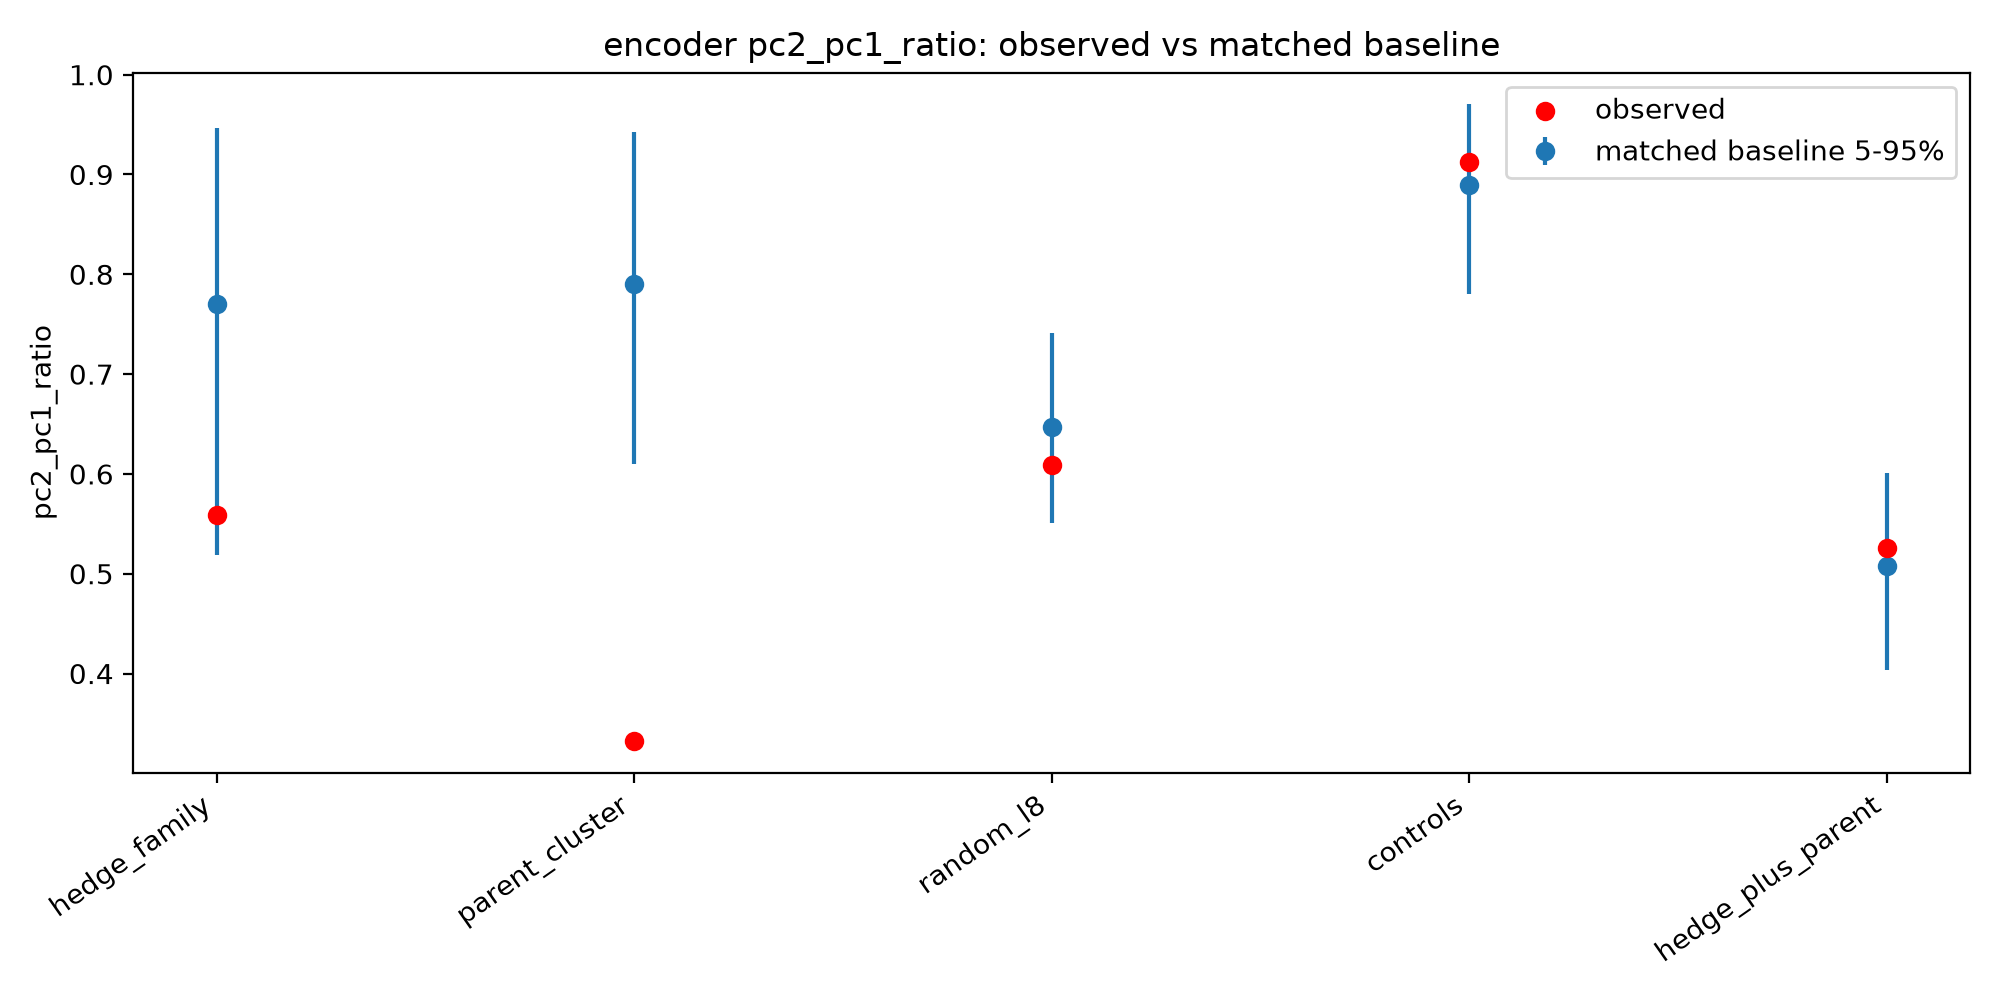 encoder pc2_pc1_ratio: observed vs matched baseline
observed
matched baseline 5-95%
pc2_pc1_ratio
1.0
0.9
0.8
0.7
0.6
0.5
0.4
hedge_family
parent_cluster
random_l8
controls
hedge_plus_parent